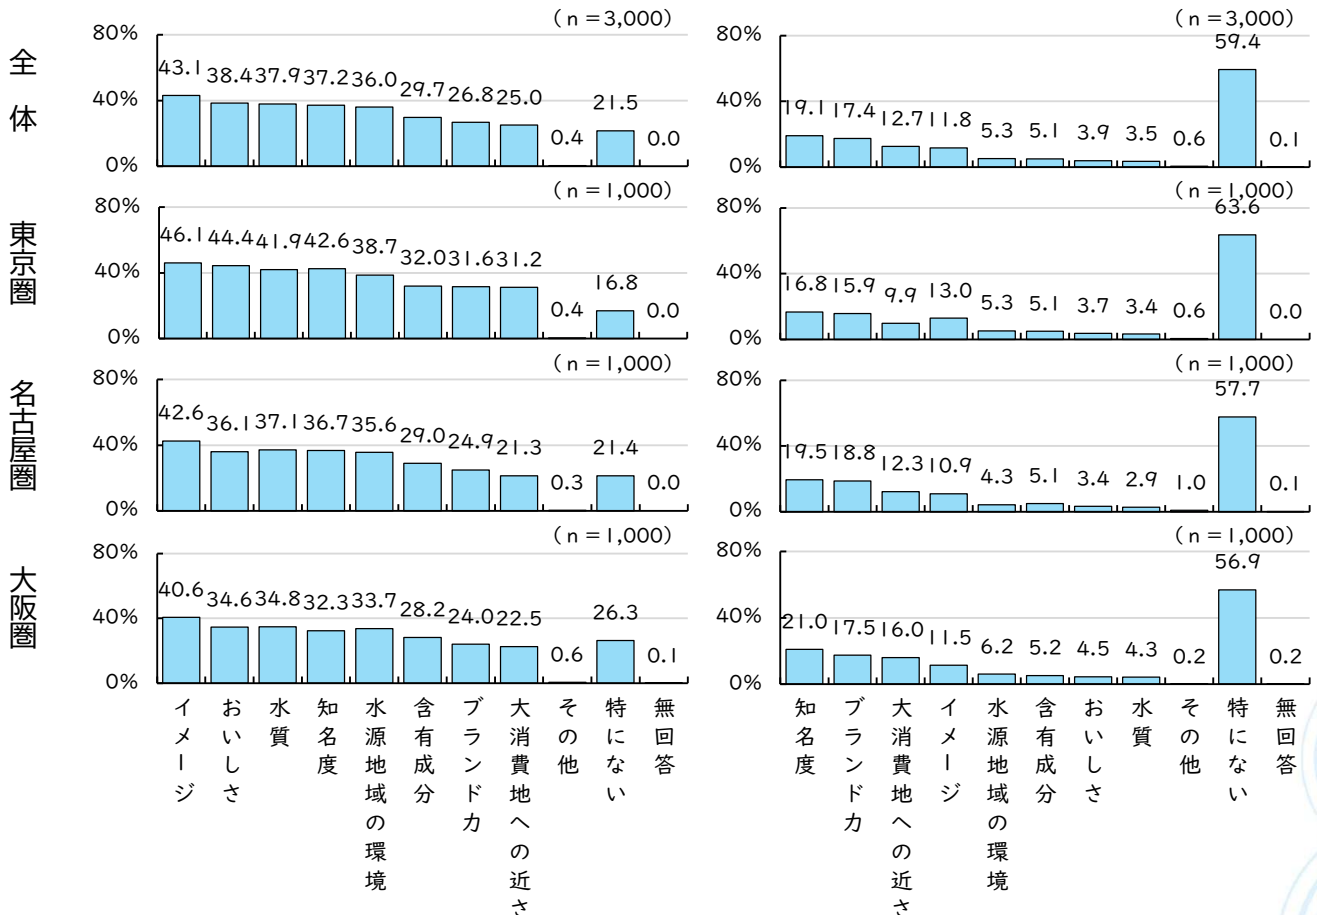 全体
(n=3,000)
80%
40%
0%
43.1 38.4 37.9 37.2 36.0 29.7 26.8 25.0 0.4 21.5 0.0
(n=3,000)
80%
40%
0%
19.1 17.4 12.7 11.8 5.3 5.1 3.9 3.5 0.6 59.4 0.1
東京圏
(n=1,000)
80%
40%
0%
46.1 44.4 41.9 42.6 38.7 32.0 31.6 31.2 0.4 16.8 0.0
(n=1,000)
80%
40%
0%
16.8 15.9 9.9 13.0 5.3 5.1 3.7 3.4 0.6 63.6 0.0
名古屋圏
(n=1,000)
80%
40%
0%
42.6 36.1 37.1 36.7 35.6 29.0 24.9 21.3 0.3 21.4 0.0
(n=1,000)
80%
40%
0%
19.5 18.8 12.3 10.9 4.3 5.1 3.4 2.9 1.0 57.7 0.1
大阪圏
(n=1,000)
80%
40%
0%
40.6 34.6 34.8 32.3 33.7 28.2 24.0 22.5 0.6 26.3 0.1
(n=1,000)
80%
40%
0%
21.0 17.5 16.0 11.5 6.2 5.2 4.5 4.3 0.2 56.9 0.2
イメージ
おいしさ
水質
知名度
水源地域の環境
含有成分
ブランド力
大消費地への近さ
その他
特にない
無回答
知名度
ブランド力
大消費地への近さ
イメージ
水源地域の環境
含有成分
おいしさ
水質
その他
特にない
無回答